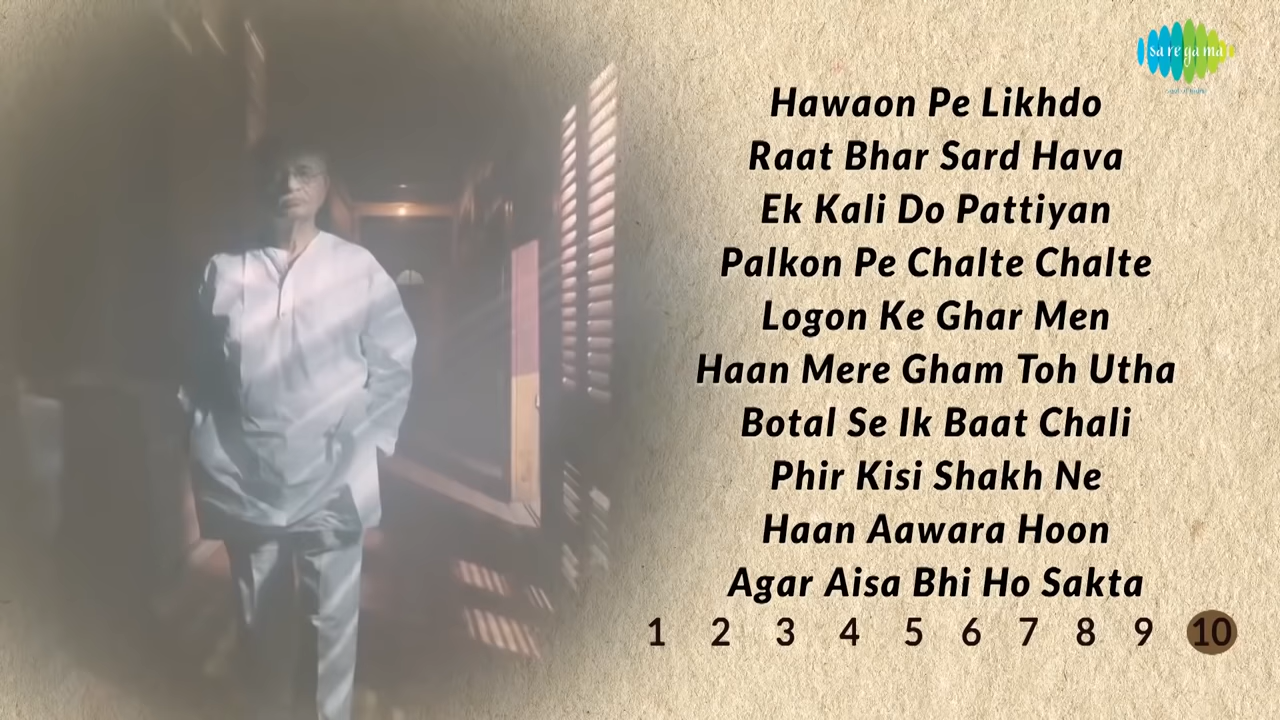 sa re ga ma
Hawaon Pe Likhdo
Raat Bhar Sard Hava
Ek Kali Do Pattiyan
Palkon Pe Chalte Chalte
Logon Ke Ghar Men
Haan Mere Gham Toh Utha
Botal Se Ik Baat Chali
Phir Kisi Shakh Ne
Haan Aawara Hoon
Agar Aisa Bhi Ho Sakta
1 2 3 4 5 6 7 8 9 10